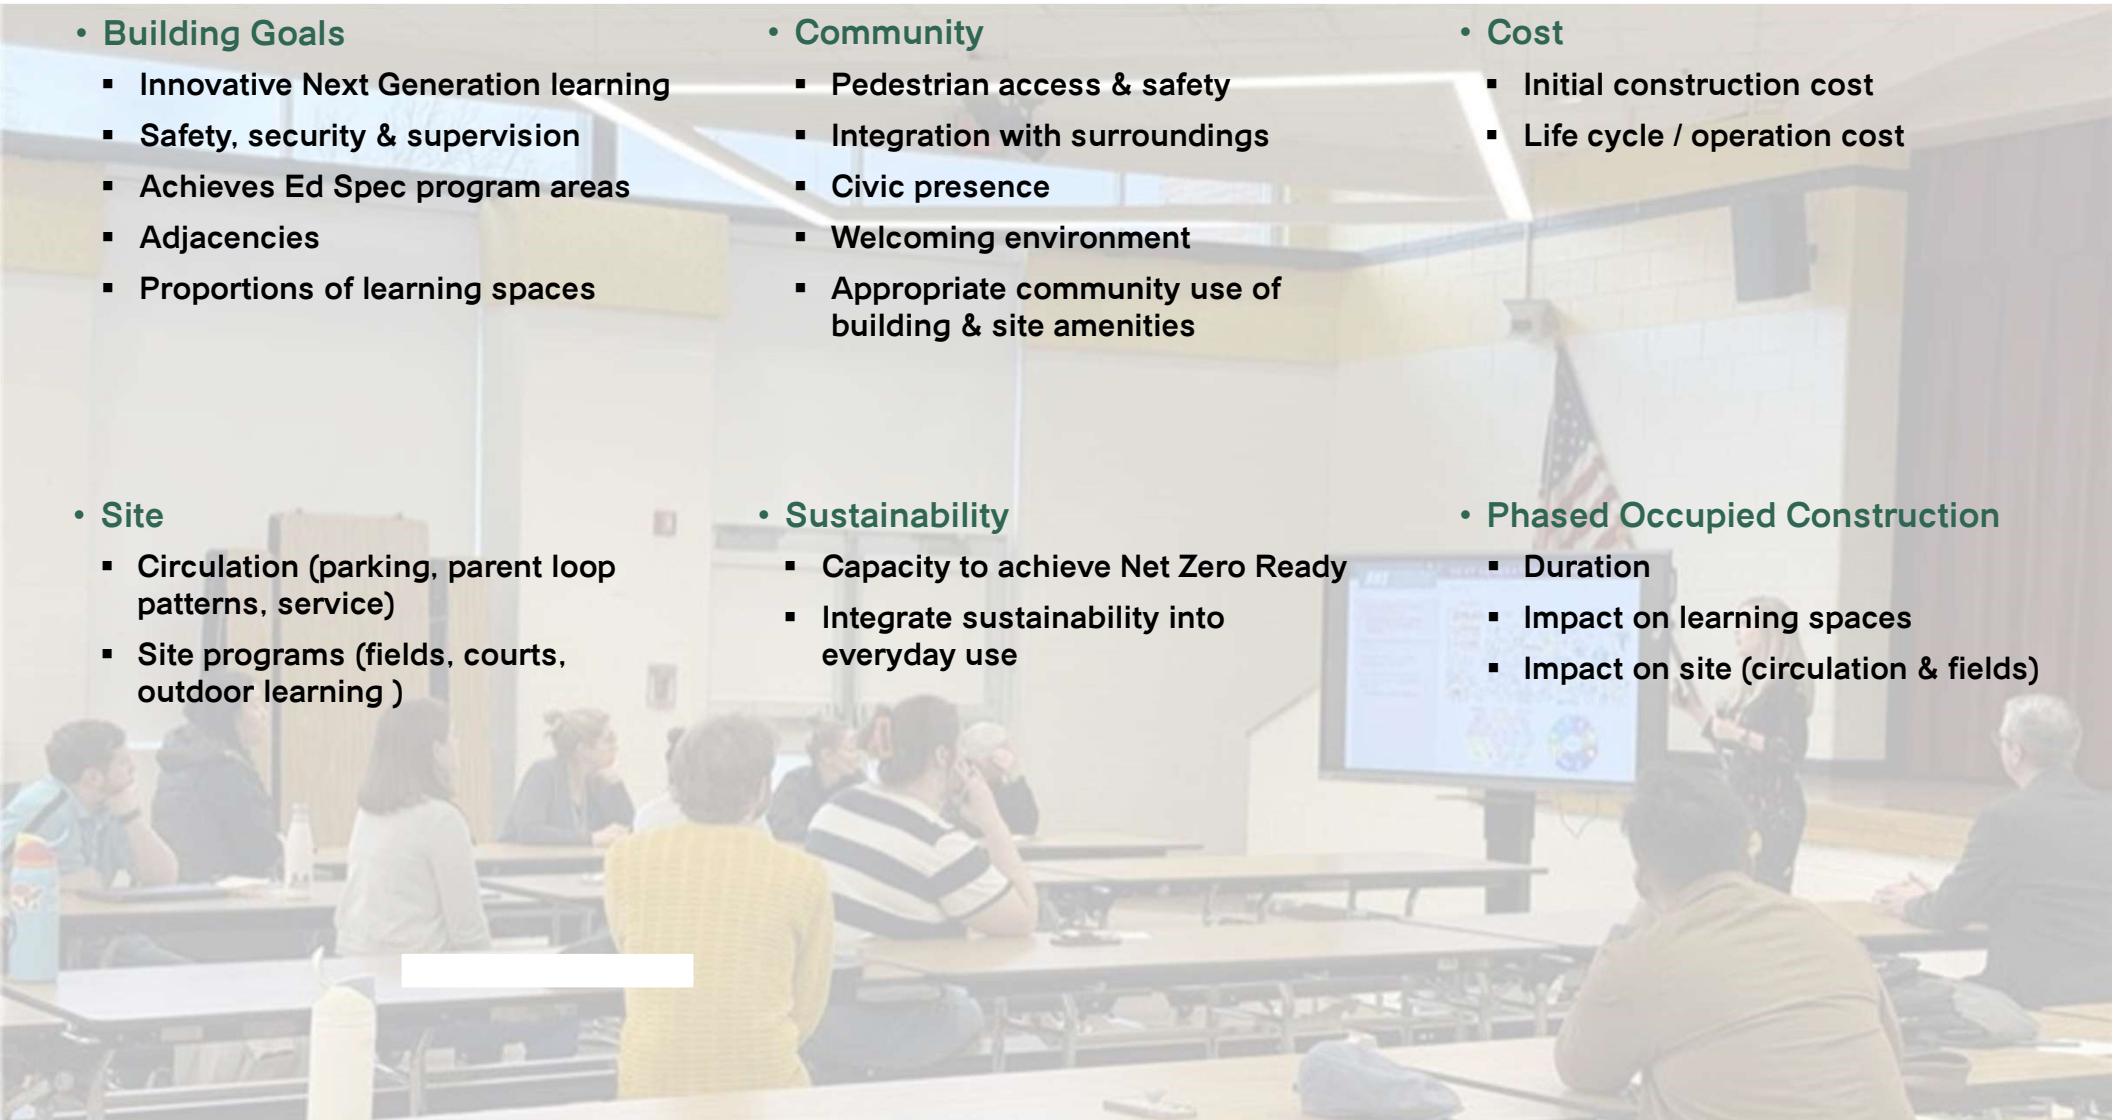 • Building Goals
▪ Innovative Next Generation learning
▪ Safety, security & supervision
▪ Achieves Ed Spec program areas
▪ Adjacencies
▪ Proportions of learning spaces
• Community
▪ Pedestrian access & safety
▪ Integration with surroundings
▪ Civic presence
▪ Welcoming environment
▪ Appropriate community use of
building & site amenities
• Cost
▪ Initial construction cost
▪ Life cycle / operation cost
• Site
▪ Circulation (parking, parent loop
patterns, service)
▪ Site programs (fields, courts,
outdoor learning )
• Sustainability
▪ Capacity to achieve Net Zero Ready
▪ Integrate sustainability into
everyday use
• Phased Occupied Construction
▪ Duration
▪ Impact on learning spaces
▪ Impact on site (circulation & fields)